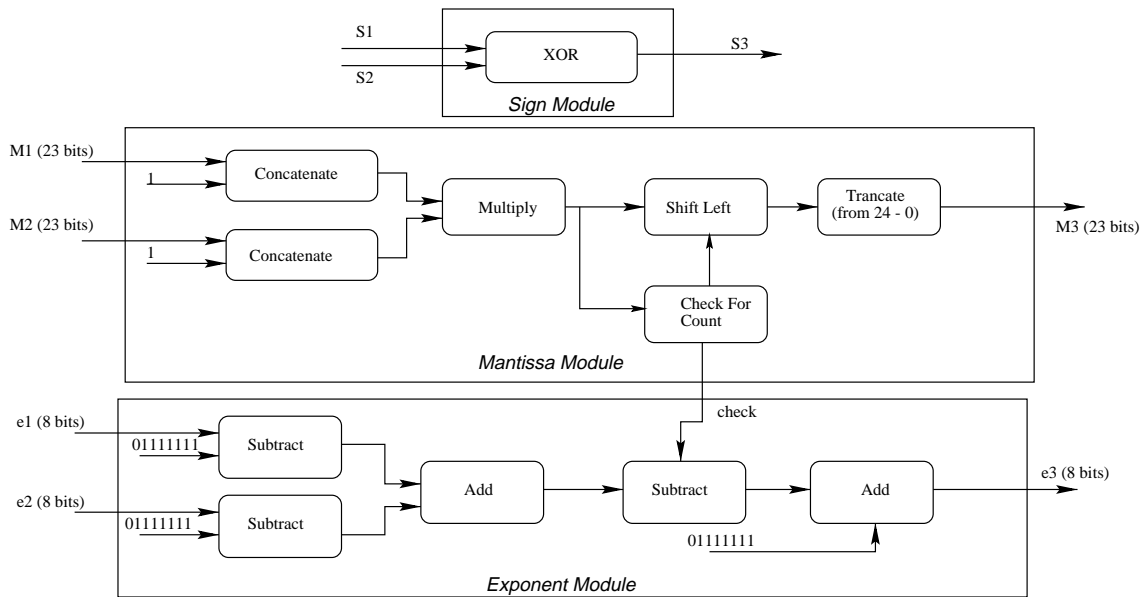 S1
S2
XOR
S3
Sign Module
M1 (23 bits)
1
Concatenate
M2 (23 bits)
1
Concatenate
Multiply
Shift Left
Trancate
(from 24 - 0)
M3 (23 bits)
Check For
Count
Mantissa Module
check
e1 (8 bits)
01111111
Subtract
e2 (8 bits)
01111111
Subtract
Add
Subtract
Add
01111111
e3 (8 bits)
Exponent Module